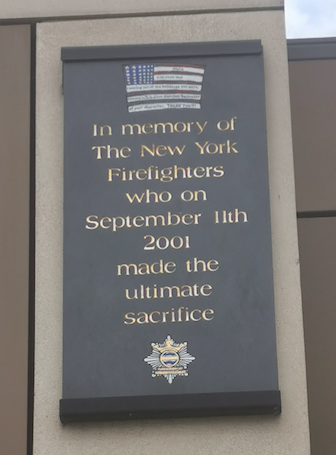 In memory of
The New York
Firefighters
who on
September 11th
2001
made the
ultimate
sacrifice